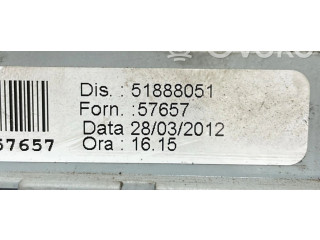 Dis. : 51888051
Forn. :57657
Data 28/03/2012
57657
Ora : 16.15